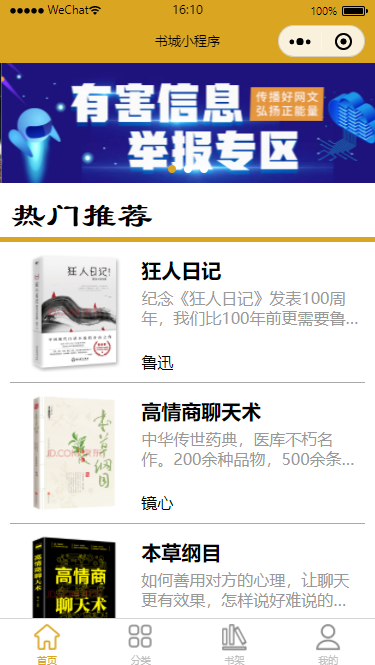 WeChat
16:10
100%
书城小程序
有害信息
举报专区
传播好网文
弘扬正能量
热门推荐
狂人日记!
狂人日记
纪念《狂人日记》发表100周
年，我们比100年前更需要鲁...
鲁迅
本草纲目
高情商聊天术
中华传世药典，医库不朽名
作。200余种品物，500余条...
镜心
高情商
聊天术
本草纲目
如何善用对方的心理，让聊天
更有效果，怎样说好难说的...
首页
分类
书架
我的